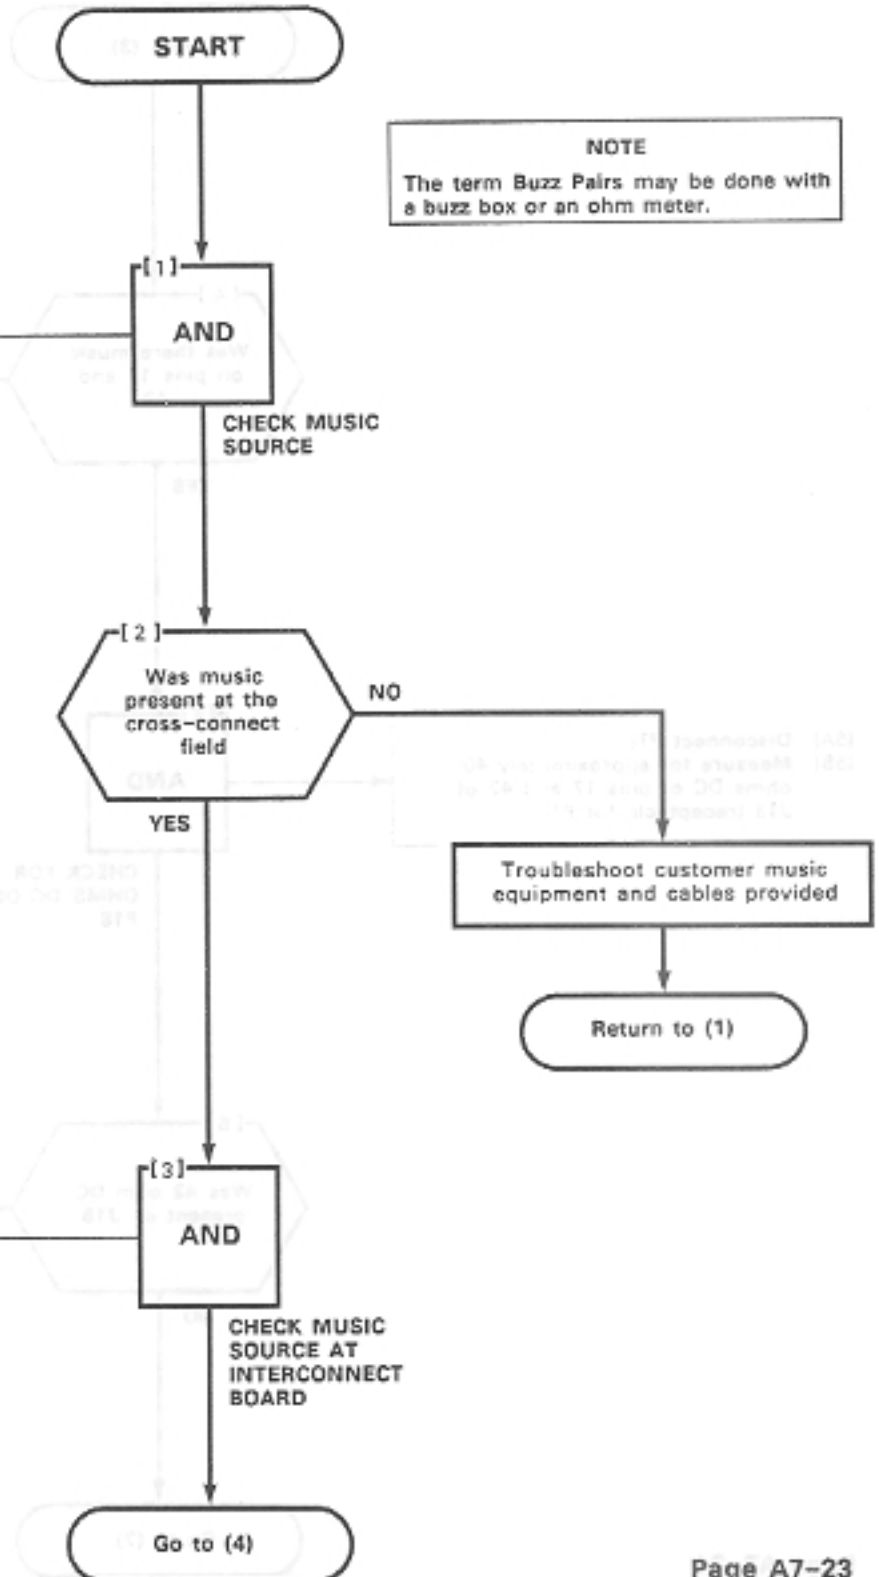 START
NOTE
The term Buzz Pairs may be done with
a buzz box or an ohm meter.
[1]
AND
CHECK MUSIC
SOURCE
[2]
Was music
present at the
cross-connect
field
NO
YES
Troubleshoot customer music
equipment and cables provided
Return to (1)
[3]
AND
CHECK MUSIC
SOURCE AT
INTERCONNECT
BOARD
Go to (4)
Page A7-23